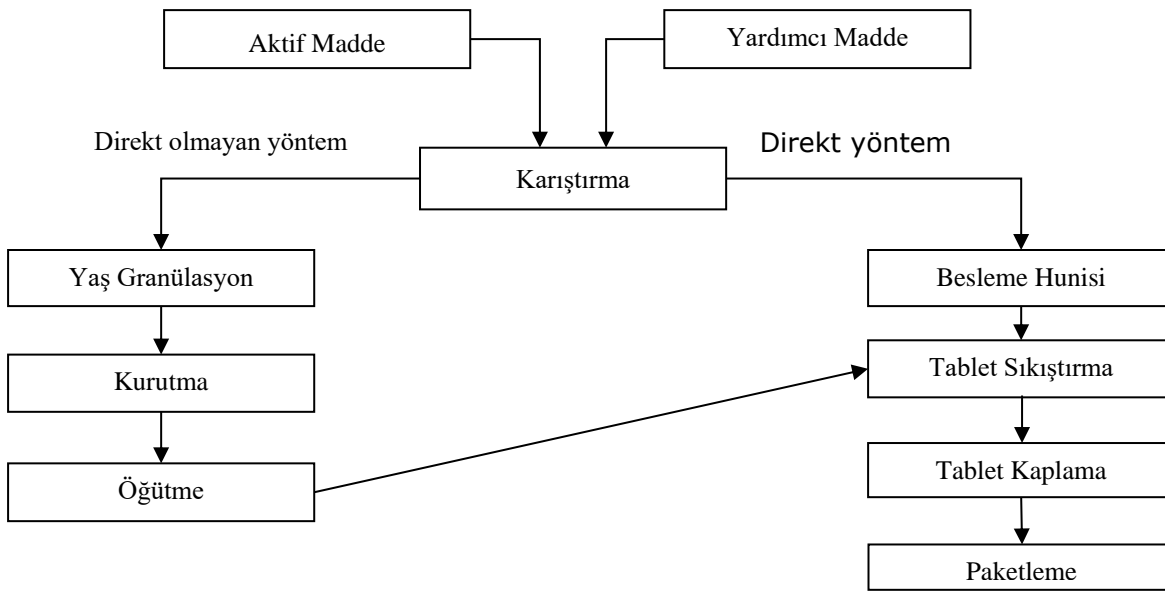 Aktif Madde
Yardımcı Madde
Direkt olmayan yöntem
Direkt yöntem
Karıştırma
Yaş Granülasyon
Besleme Hunisi
Kurutma
Tablet Sıkıştırma
Öğütme
Tablet Kaplama
Paketleme